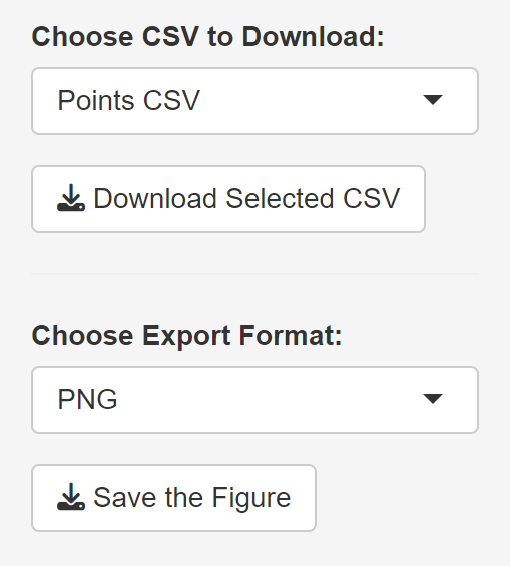 Choose CSV to Download:
Points CSV
Download Selected CSV
Choose Export Format:
PNG
Save the Figure